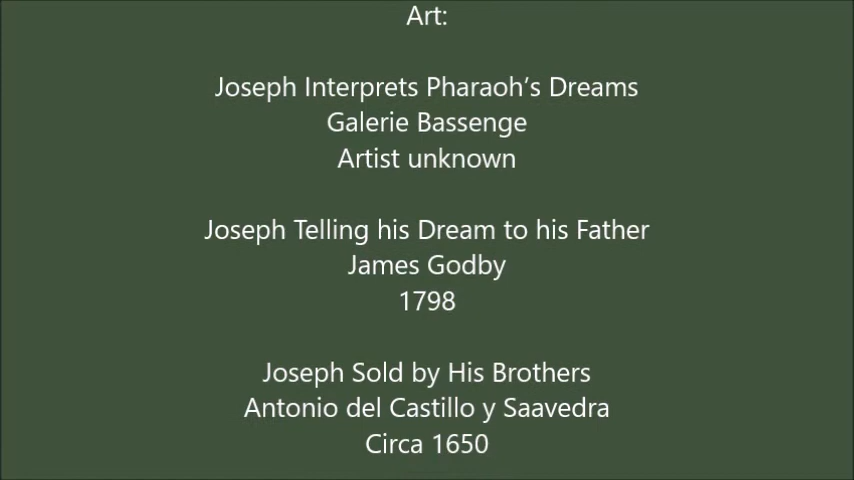 Art:
Joseph Interprets Pharaoh’s Dreams
Galerie Bassenge
Artist unknown
Joseph Telling his Dream to his Father
James Godby
1798
Joseph Sold by His Brothers
Antonio del Castillo y Saavedra
Circa 1650